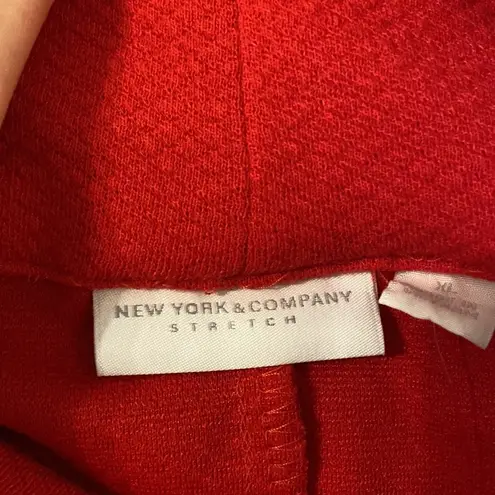 NEW YORK & COMPANY
STRETCH
XL